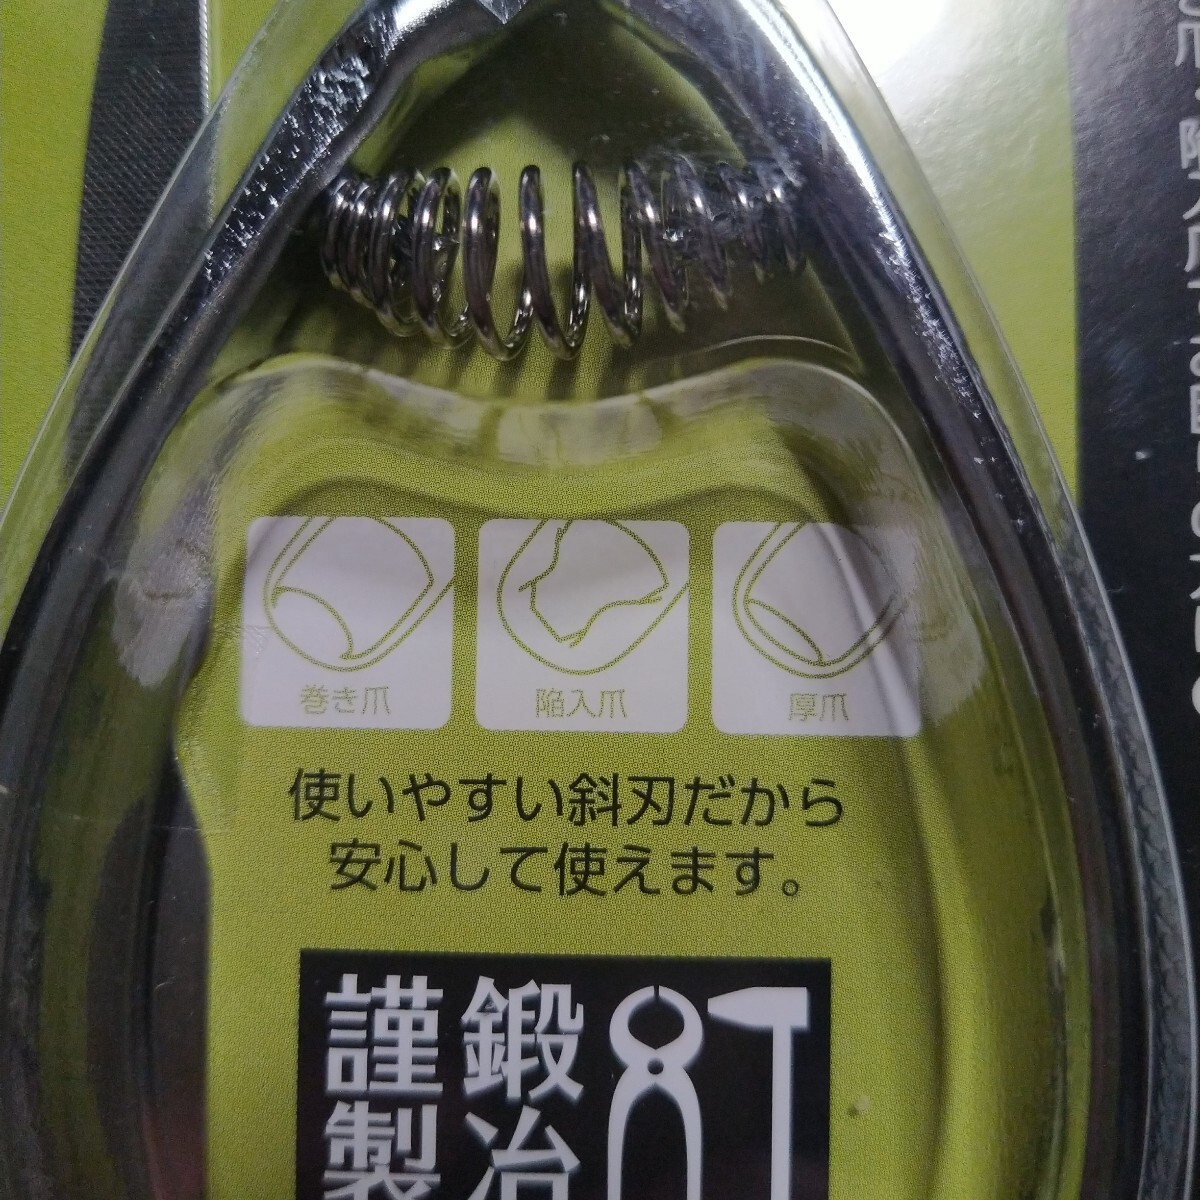 巻き爪
陥入爪
厚爪
使いやすい斜刃だから
安心して使えます。
鍛冶
謹製